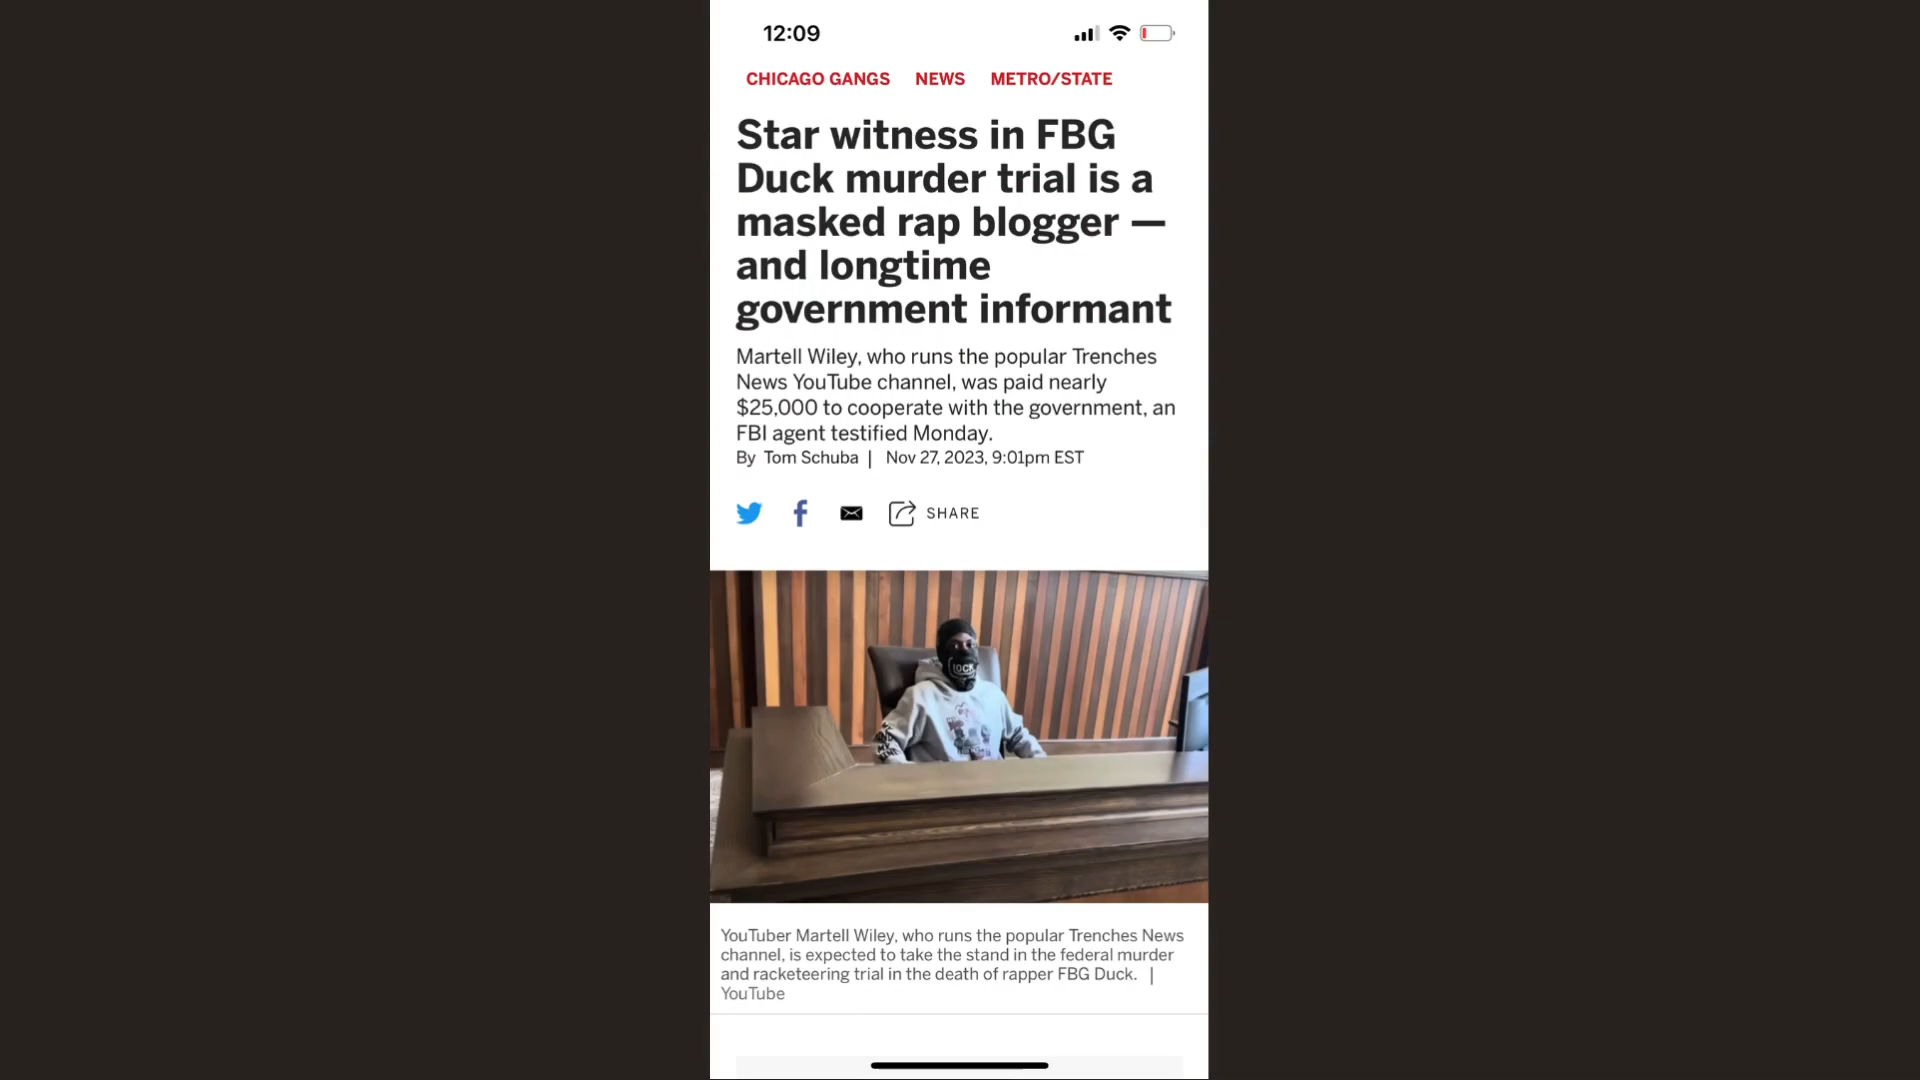 12:09
CHICAGO GANGS NEWS METRO/STATE
Star witness in FBG
Duck murder trial is a
masked rap blogger —
and longtime
government informant
Martell Wiley, who runs the popular Trenches
News YouTube channel, was paid nearly
$25,000 to cooperate with the government, an
FBI agent testified Monday.
By Tom Schuba | Nov 27, 2023, 9:01pm EST
SHARE
YouTuber Martell Wiley, who runs the popular Trenches News
channel, is expected to take the stand in the federal murder
and racketeering trial in the death of rapper FBG Duck. |
YouTube